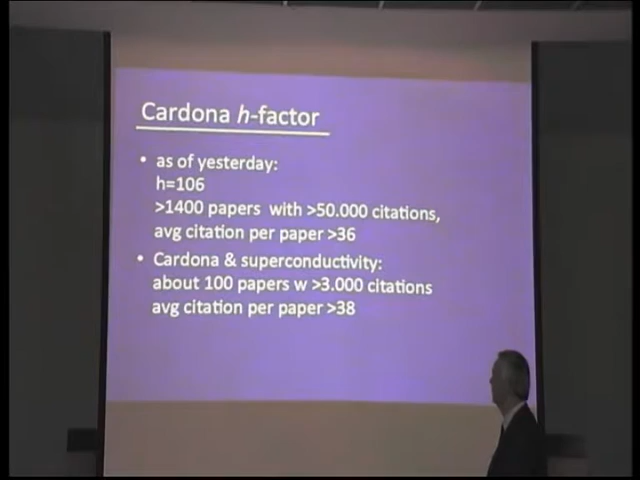 Cardona h-factor
• as of yesterday:
h=106
>1400 papers with >50.000 citations,
avg citation per paper >36
• Cardona & superconductivity:
about 100 papers w >3.000 citations
avg citation per paper >38